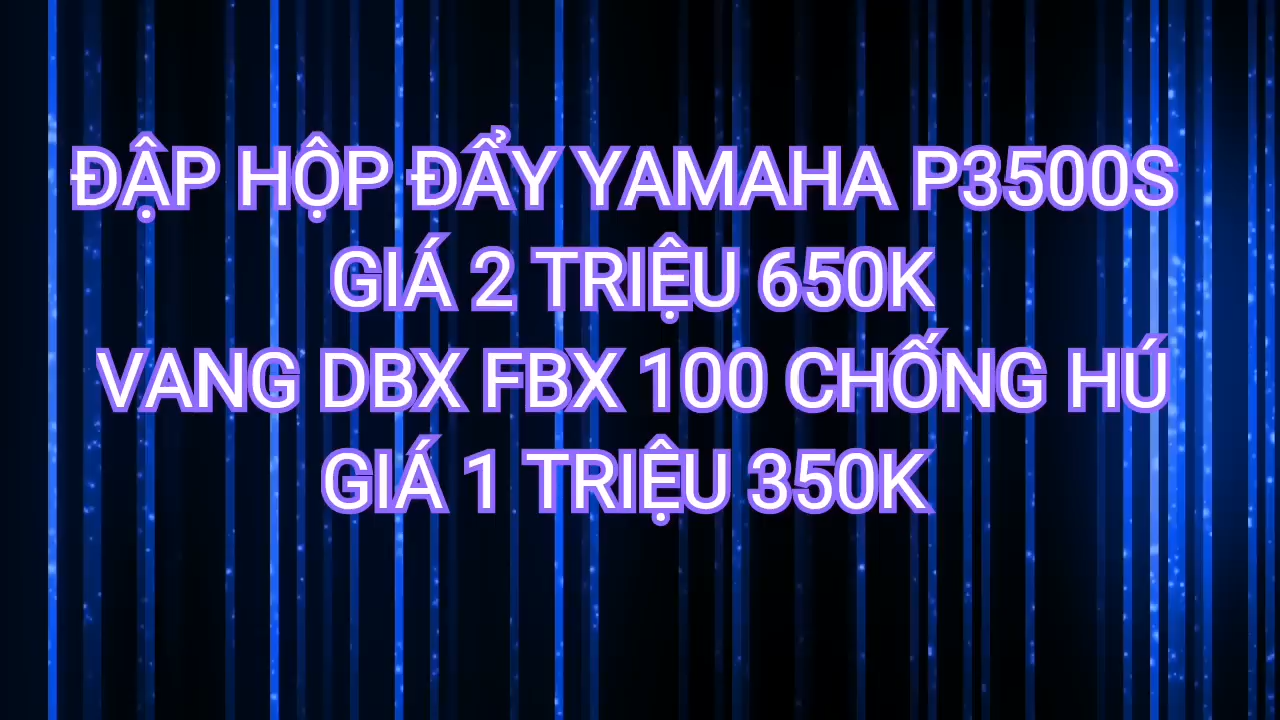 ĐẬP HỘP ĐẨY YAMAHA P3500S
GIÁ 2 TRIỆU 650K
VANG DBX FBX 100 CHỐNG HÚ
GIÁ 1 TRIỆU 350K